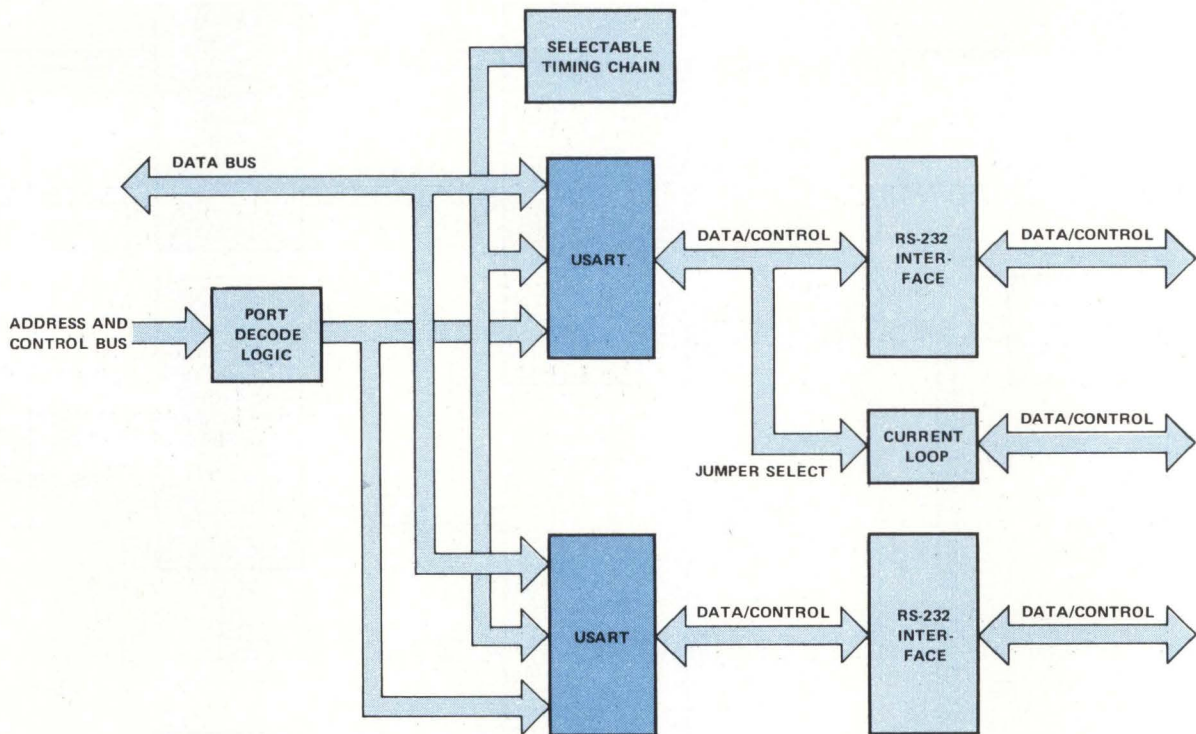 SELECTABLE
TIMING CHAIN
DATA BUS
USART
DATA/CONTROL
RS-232
INTER-
FACE
DATA/CONTROL
ADDRESS AND
CONTROL BUS
PORT
DECODE
LOGIC
JUMPER SELECT
CURRENT
LOOP
DATA/CONTROL
USART
DATA/CONTROL
RS-232
INTER-
FACE
DATA/CONTROL